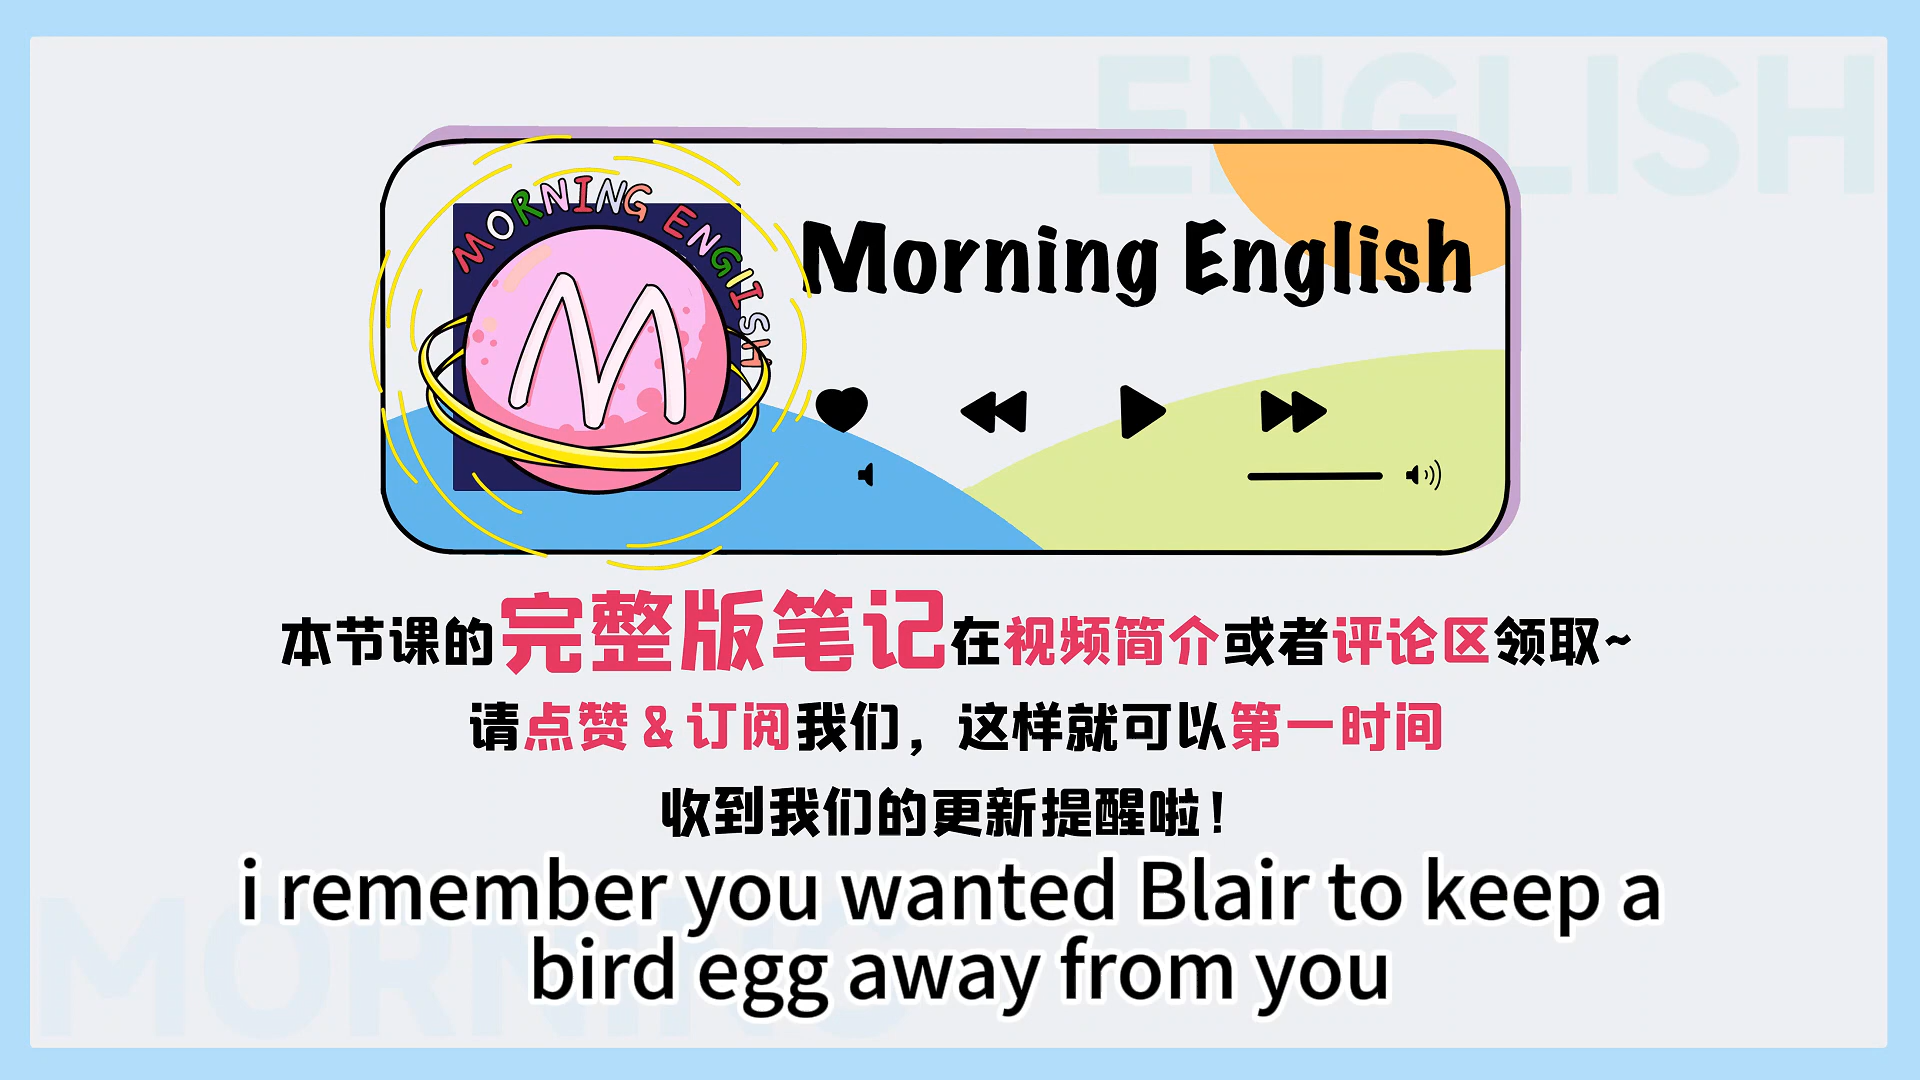 ENGLISH
MORNING ENGLISH
M
Morning English
本节课的完整版笔记在视频简介或者评论区领取~
请点赞&订阅我们，这样就可以第一时间
收到我们的更新提醒啦！
i remember you wanted Blair to keep a
bird egg away from you
MORNING